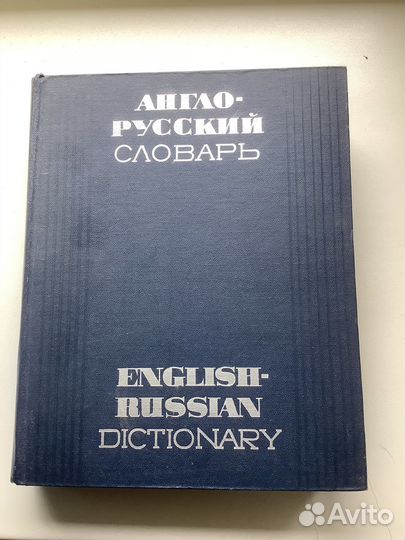 АНГЛО-
РУССКИЙ
СЛОВАРЬ
ENGLISH-
RUSSIAN
DICTIONARY
Avito